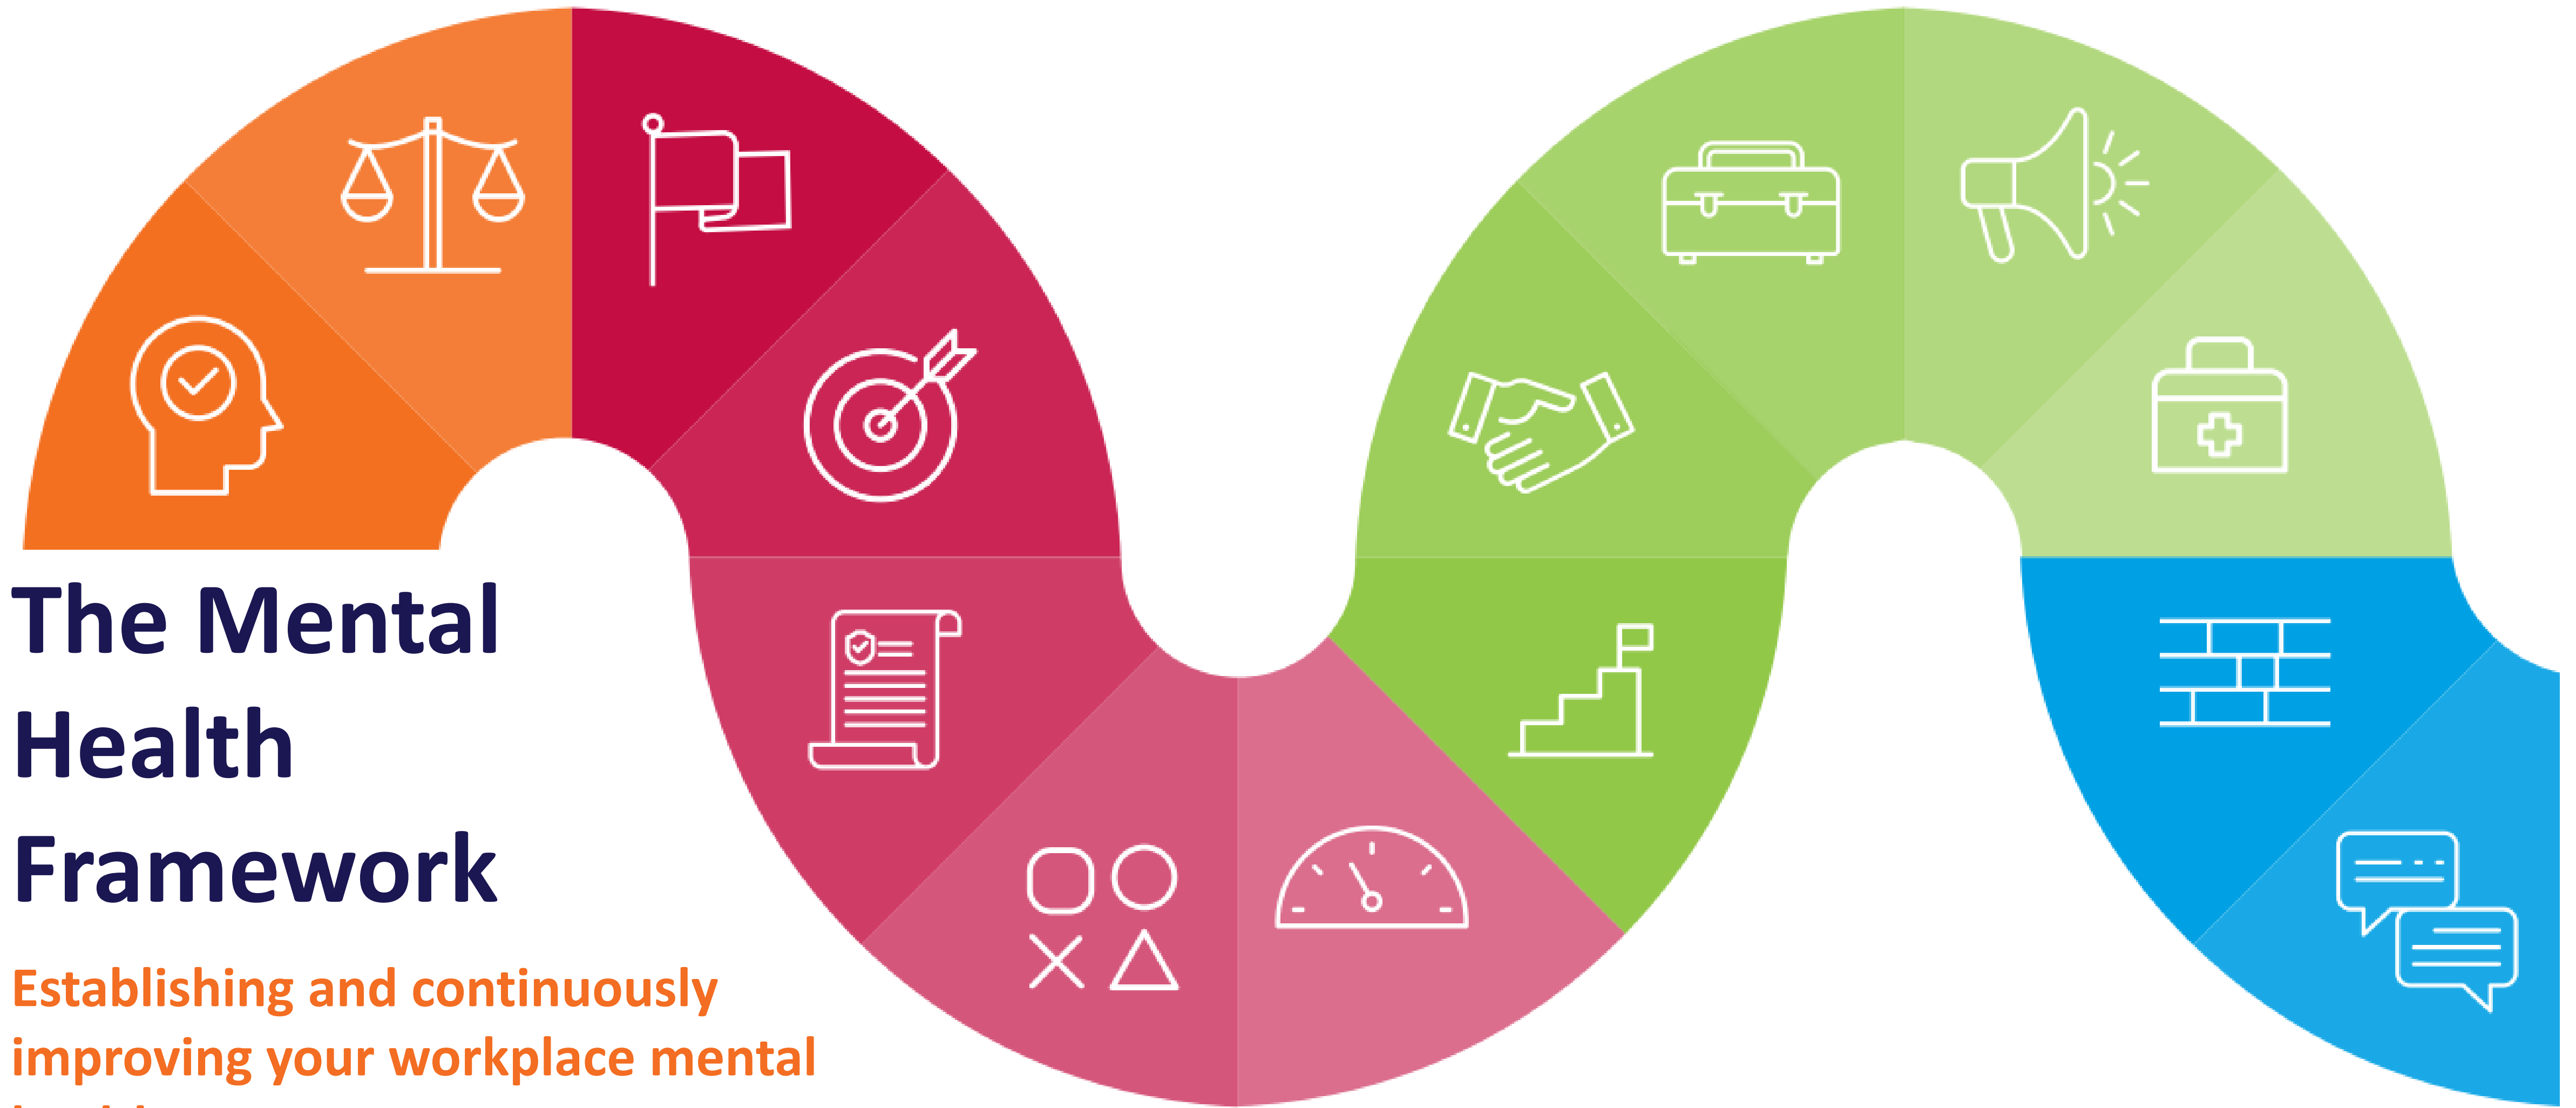 The Mental
Health
Framework
Establishing and continuously
improving your workplace mental